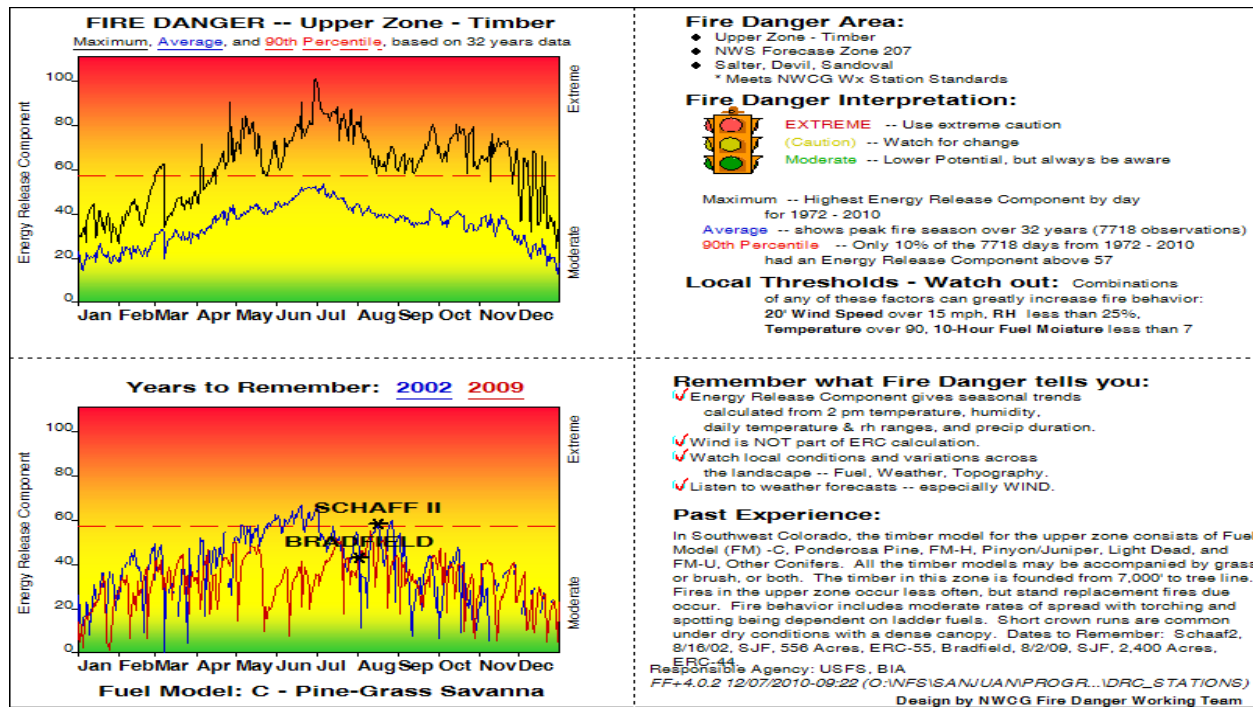 FIRE DANGER -- Upper Zone - Timber
Maximum, Average, and 90th Percentile, based on 32 years data
Energy Release Component
100
80
60
40
20
0
Extreme
Moderate
Jan Feb Mar Apr May Jun Jul Aug Sep Oct Nov Dec
Fire Danger Area:
Upper Zone - Timber
NWS Forecase Zone 207
Salter, Devil, Sandoval
* Meets NWCG Wx Station Standards
Fire Danger Interpretation:
EXTREME -- Use extreme caution
(Caution) -- Watch for change
Moderate -- Lower Potential, but always be aware
Maximum -- Highest Energy Release Component by day
for 1972 - 2010
Average -- shows peak fire season over 32 years (7718 observations)
90th Percentile -- Only 10% of the 7718 days from 1972 - 2010
had an Energy Release Component above 57
Local Thresholds - Watch out: Combinations
of any of these factors can greatly increase fire behavior:
20' Wind Speed over 15 mph, RH less than 25%,
Temperature over 90, 10-Hour Fuel Moisture less than 7
Years to Remember: 2002 2009
Energy Release Component
100
80
60
40
20
0
Extreme
Moderate
SCHAFF II
BRADFIELD
Jan Feb Mar Apr May Jun Jul Aug Sep Oct Nov Dec
Fuel Model: C - Pine-Grass Savanna
Remember what Fire Danger tells you:
Energy Release Component gives seasonal trends
calculated from 2 pm temperature, humidity,
daily temperature & rh ranges, and precip duration.
Wind is NOT part of ERC calculation.
Watch local conditions and variations across
the landscape -- Fuel, Weather, Topography.
Listen to weather forecasts -- especially WIND.
Past Experience:
In Southwest Colorado, the timber model for the upper zone consists of Fuel
Model (FM) -C, Ponderosa Pine, FM-H, Pinyon/Juniper, Light Dead, and
FM-U, Other Conifers. All the timber models may be accompanied by grass
or brush, or both. The timber in this zone is founded from 7,000' to tree line.
Fires in the upper zone occur less often, but stand replacement fires due
occur. Fire behavior includes moderate rates of spread with torching and
spotting being dependent on ladder fuels. Short crown runs are common
under dry conditions with a dense canopy. Dates to Remember: Schaaf2,
8/16/02, SJF, 556 Acres, ERC-55, Bradfield, 8/2/09, SJF, 2,400 Acres,
ERC-44.
Responsible Agency: USFS, BIA
FF+4.0.2 12/07/2010-09:22 (O:\NFS\SANJUAN\PROGR...\DRC_STATIONS)
Design by NWCG Fire Danger Working Team